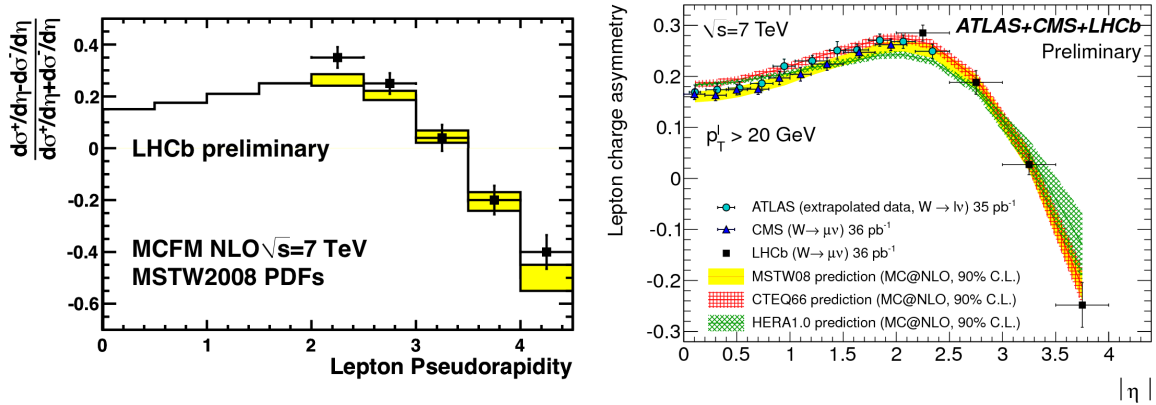 dσ⁺/dη-dσ⁻/dη
dσ⁺/dη+dσ⁻/dη
0.4
0.2
0
-0.2
-0.4
-0.6
LHCb preliminary
MCFM NLO √s=7 TeV
MSTW2008 PDFs
0 1 2 3 4
Lepton Pseudorapidity
Lepton charge asymmetry
0.3
0.2
0.1
0
-0.1
-0.2
-0.3
√s=7 TeV
ATLAS+CMS+LHCb
Preliminary
p_T^l > 20 GeV
ATLAS (extrapolated data, W → lν) 35 pb⁻¹
CMS (W → μν) 36 pb⁻¹
LHCb (W → μν) 36 pb⁻¹
MSTW08 prediction (MC@NLO, 90% C.L.)
CTEQ66 prediction (MC@NLO, 90% C.L.)
HERA1.0 prediction (MC@NLO, 90% C.L.)
0 0.5 1 1.5 2 2.5 3 3.5 4
|η|